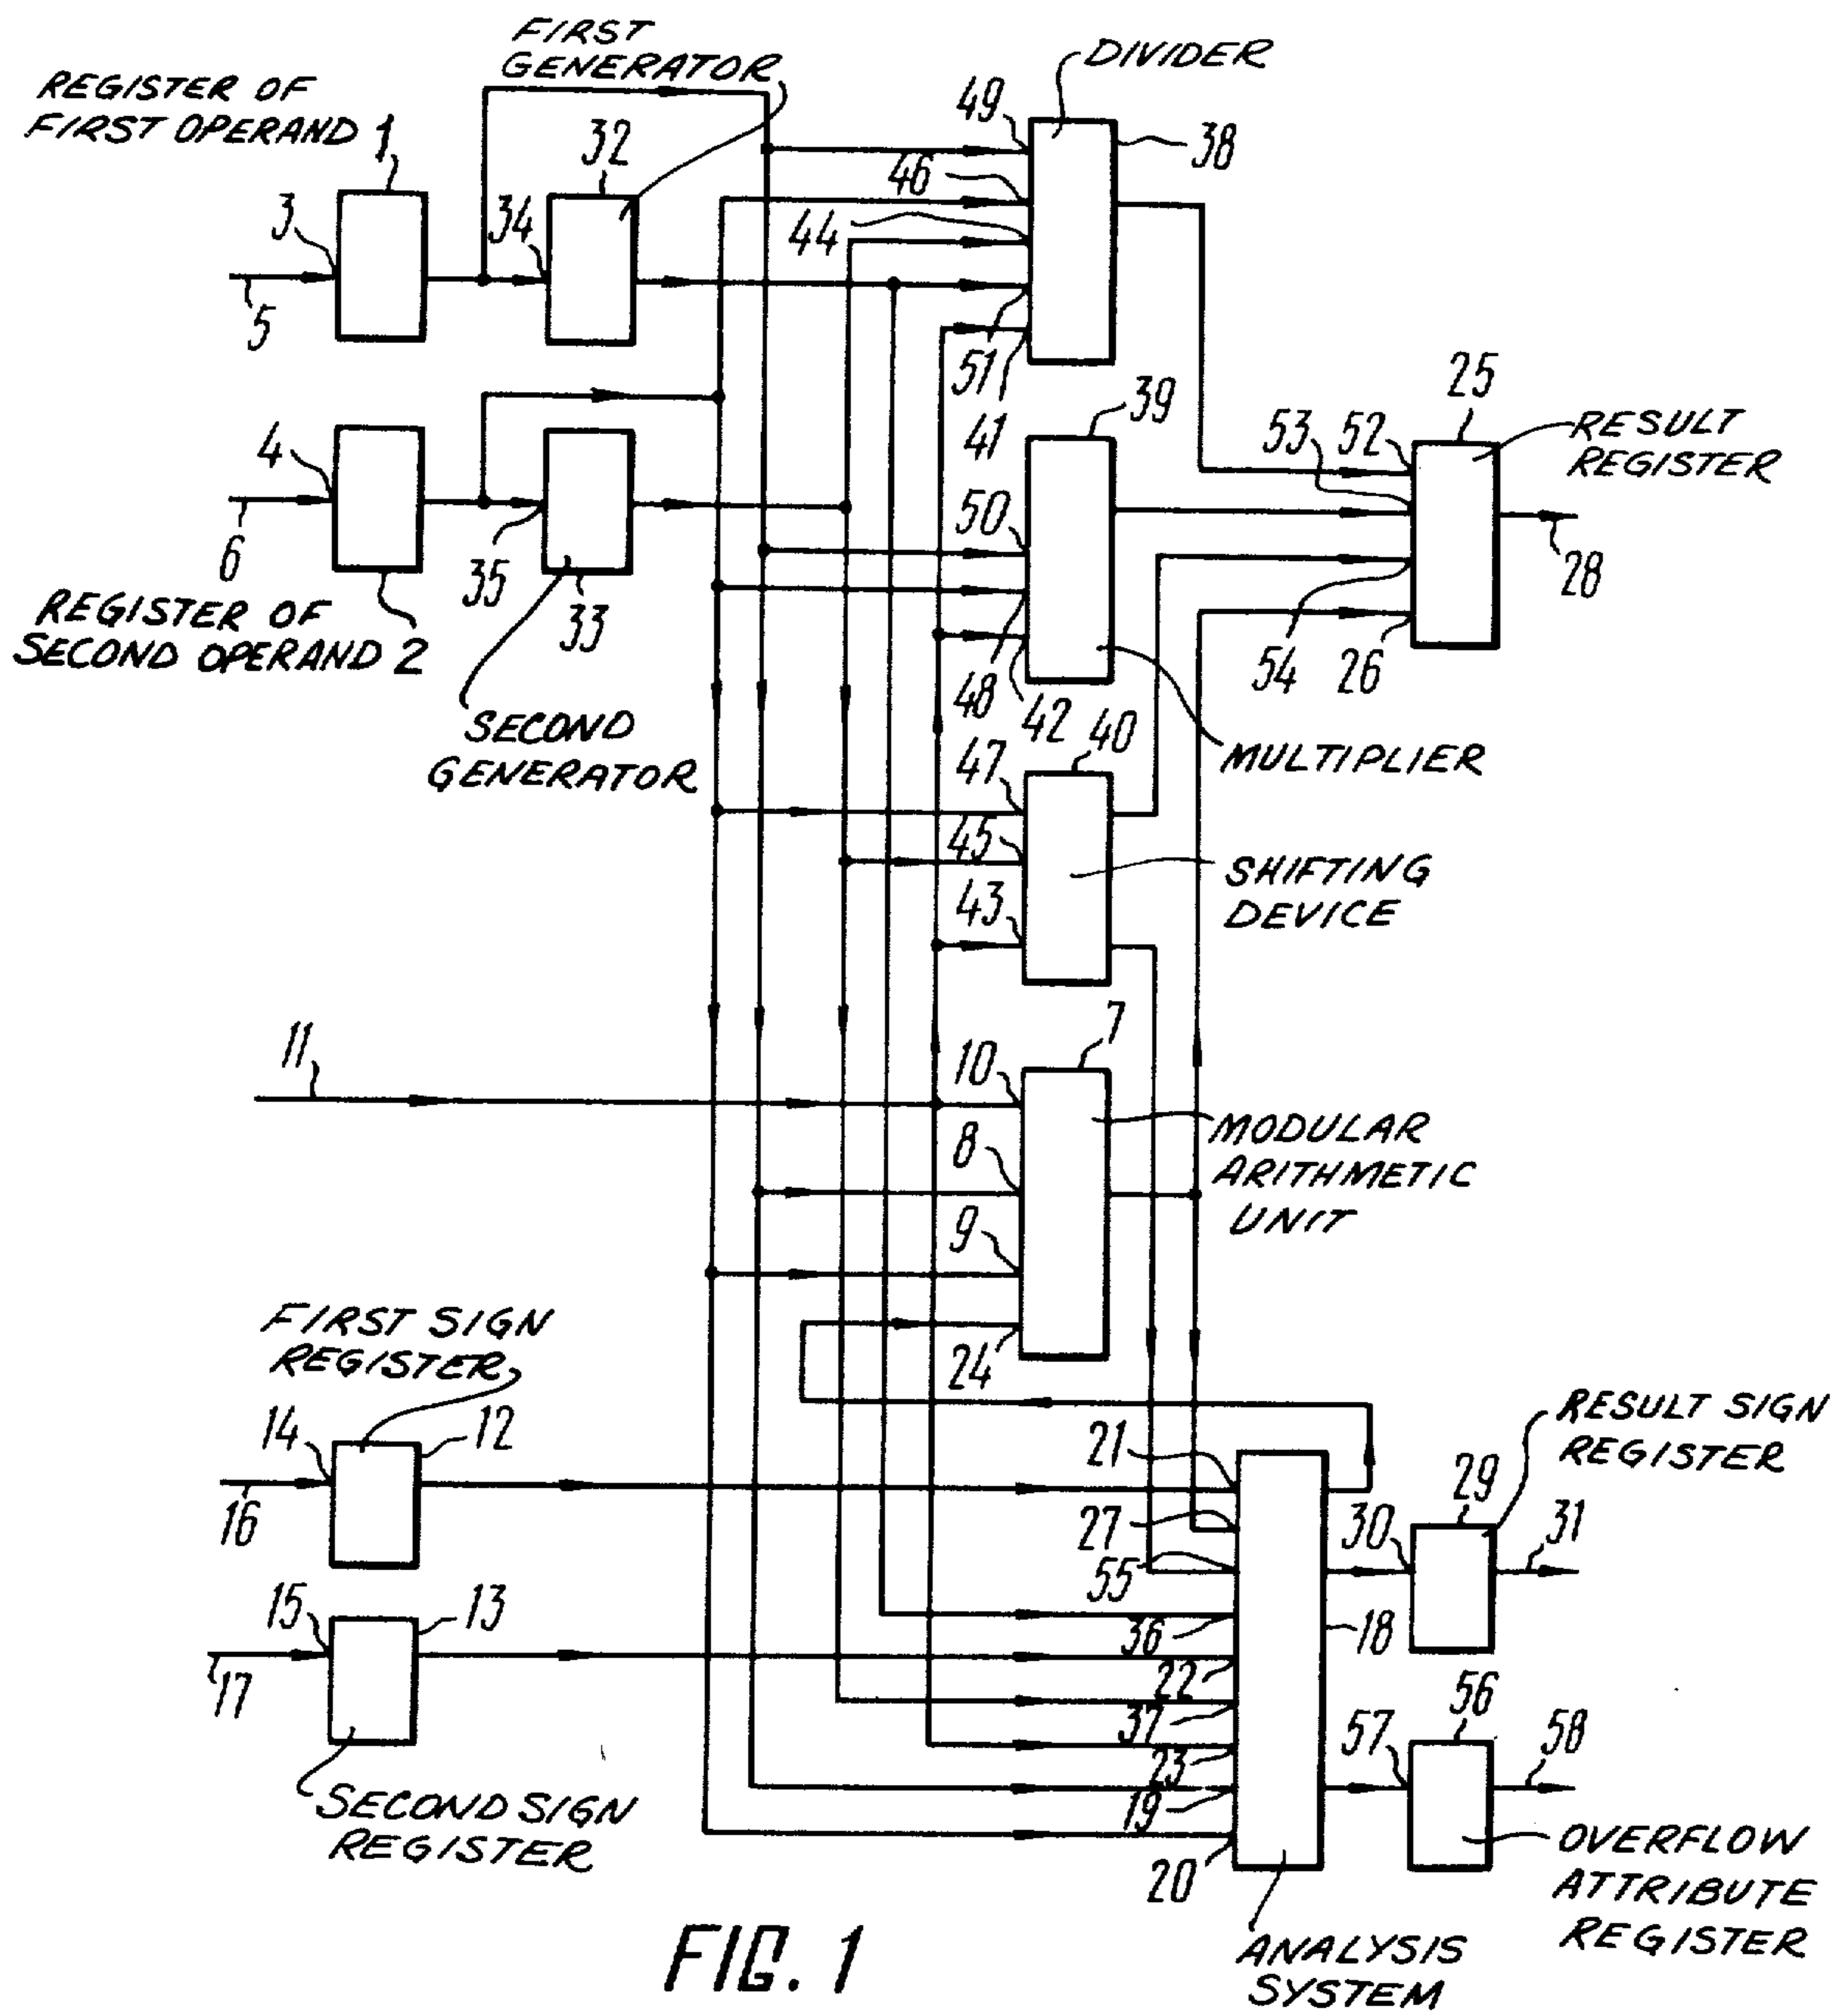 FIRST
GENERATOR
DIVIDER
REGISTER OF
FIRST OPERAND 1
32
49
38
46
3
34
44
5
51
41
39
25
RESULT
REGISTER
4
53
52
50
6
35
33
28
REGISTER OF
SECOND OPERAND 2
48
42
54
26
SECOND
GENERATOR
40
MULTIPLIER
47
45
SHIFTING
DEVICE
43
7
11
10
MODULAR
ARITHMETIC
UNIT
8
9
FIRST SIGN
REGISTER
24
RESULT SIGN
REGISTER
14
12
21
29
16
27
30
31
55
15
13
36
18
17
22
56
37
57
58
23
SECOND SIGN
REGISTER
19
20
OVERFLOW
ATTRIBUTE
REGISTER
ANALYSIS
SYSTEM
FIG. 1